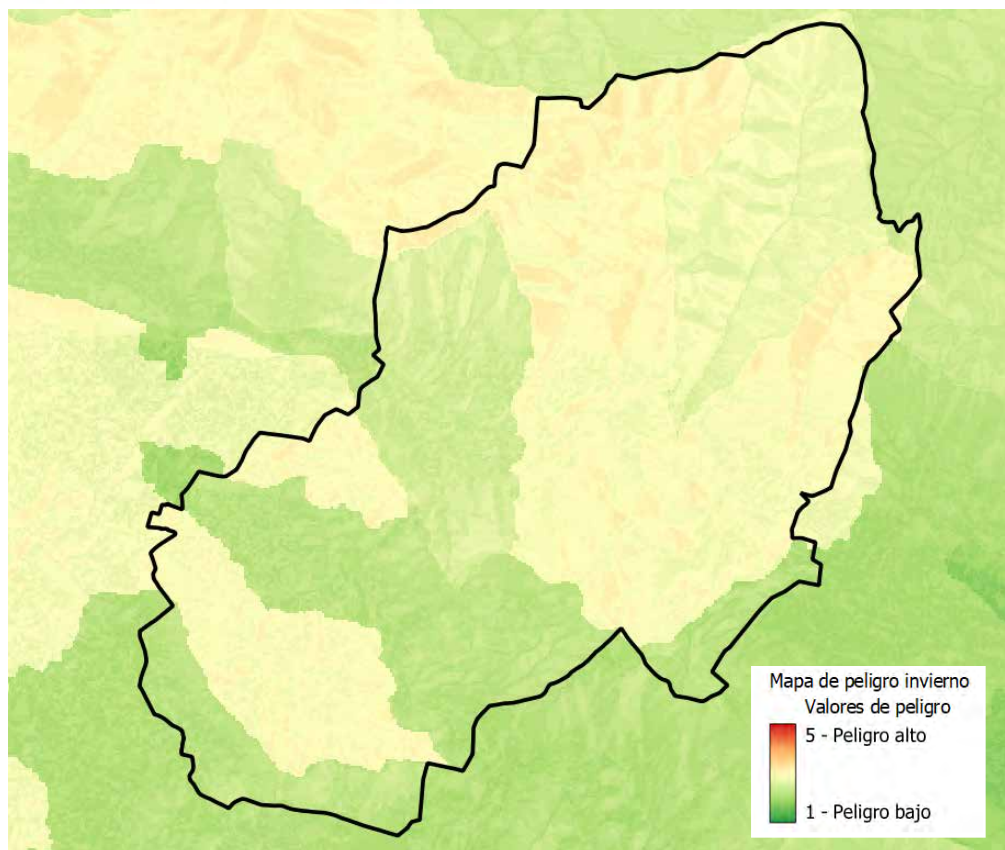 Mapa de peligro invierno
Valores de peligro
5 - Peligro alto
1 - Peligro bajo